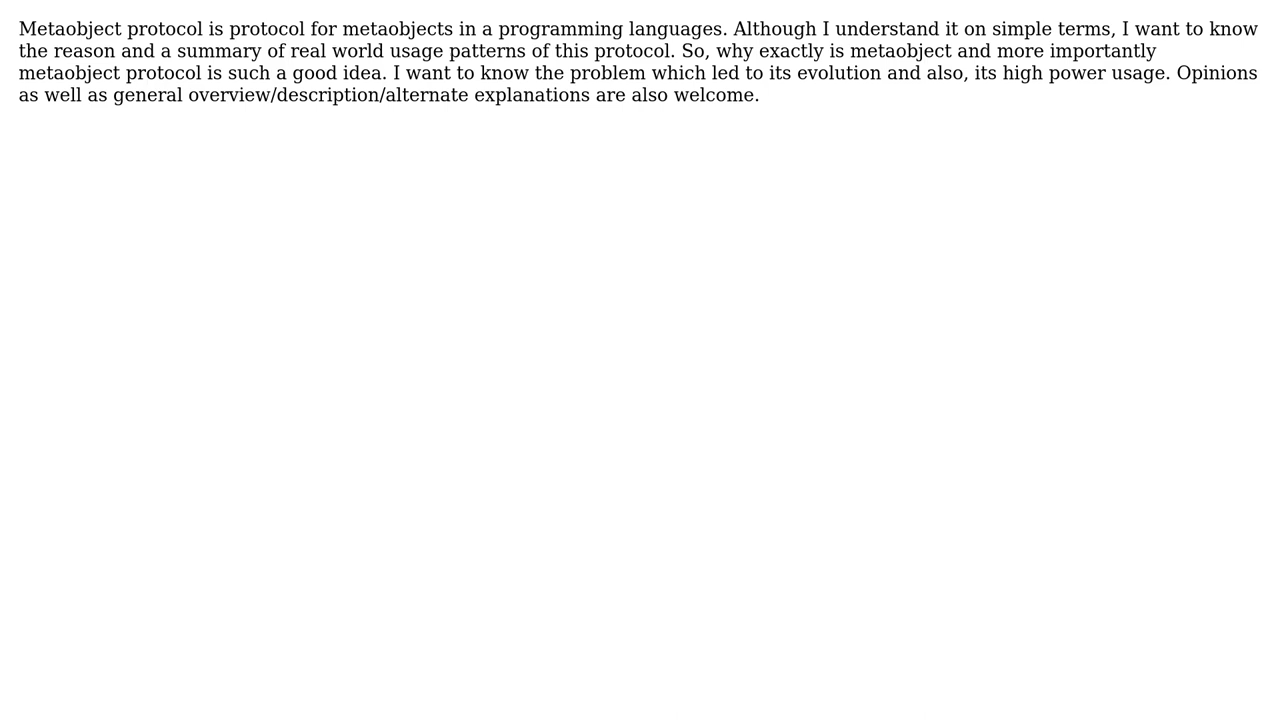 Metaobject protocol is protocol for metaobjects in a programming languages. Although I understand it on simple terms, I want to know
the reason and a summary of real world usage patterns of this protocol. So, why exactly is metaobject and more importantly
metaobject protocol is such a good idea. I want to know the problem which led to its evolution and also, its high power usage. Opinions
as well as general overview/description/alternate explanations are also welcome.